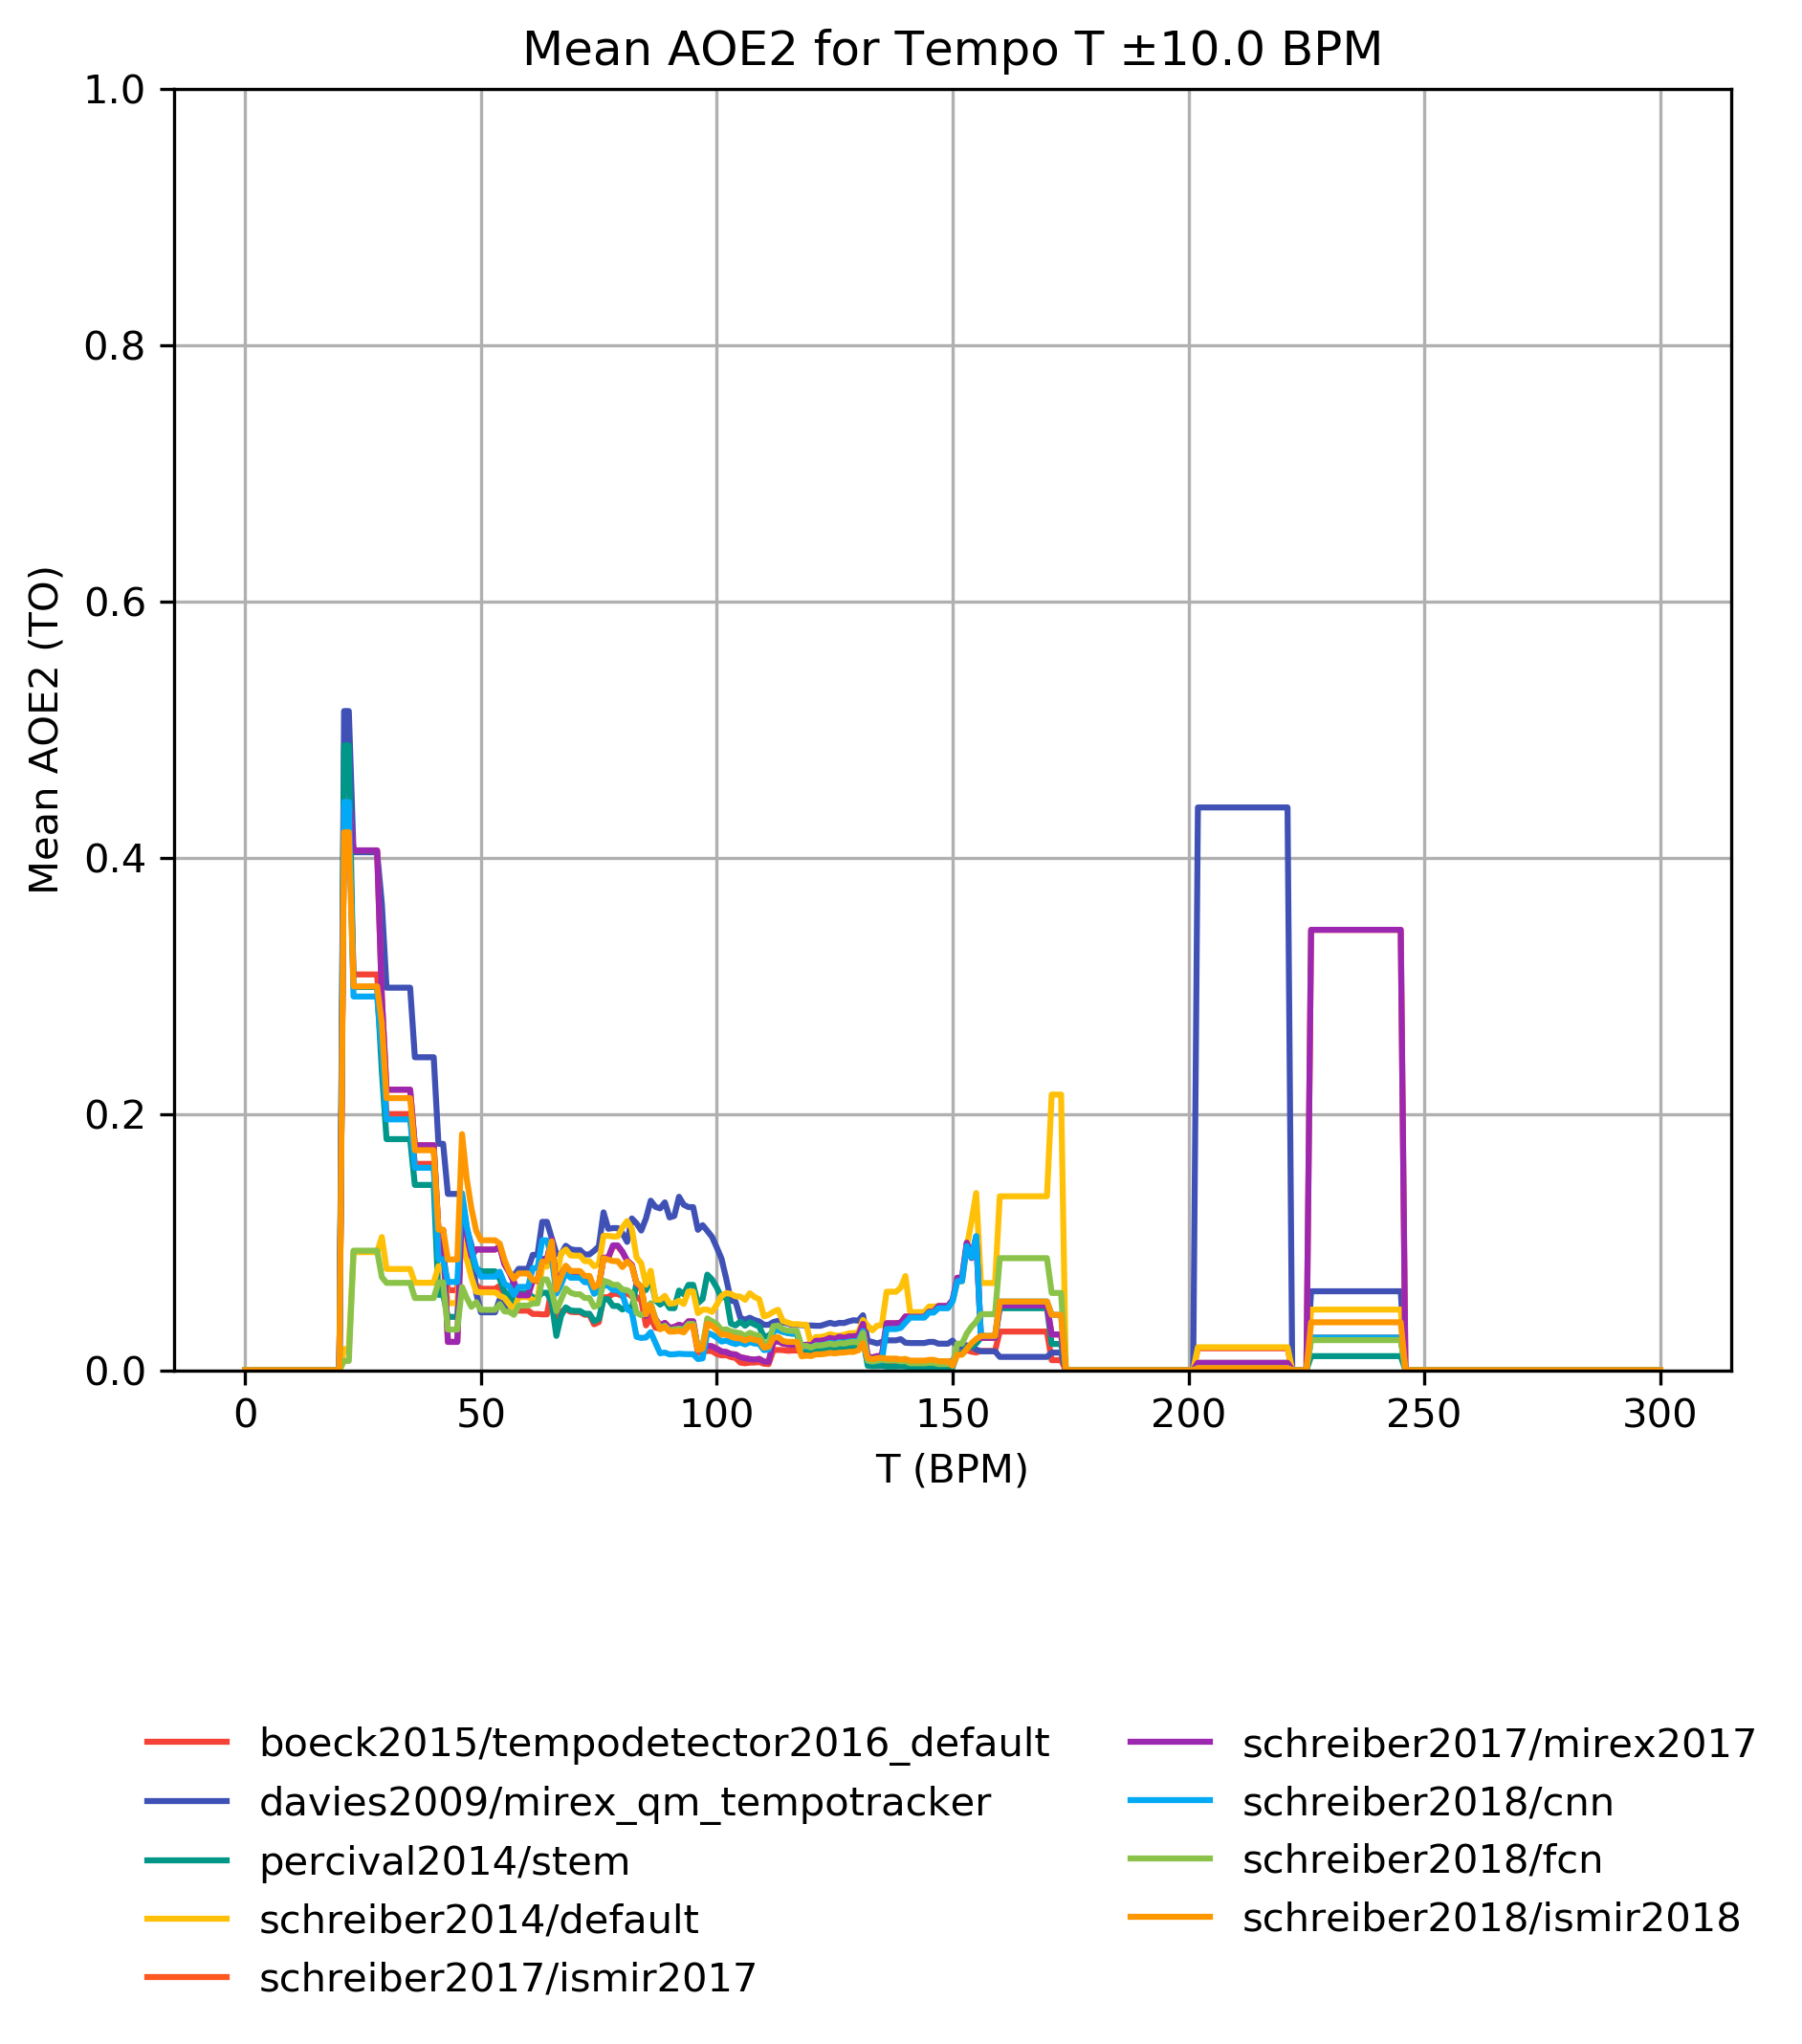 Mean AOE2 for Tempo T ±10.0 BPM
1.0
0.8
0.6
0.4
0.2
0.0
Mean AOE2 (TO)
0 50 100 150 200 250 300
T (BPM)
boeck2015/tempodetector2016_default
davies2009/mirex_qm_tempotracker
percival2014/stem
schreiber2014/default
schreiber2017/ismir2017
schreiber2017/mirex2017
schreiber2018/cnn
schreiber2018/fcn
schreiber2018/ismir2018